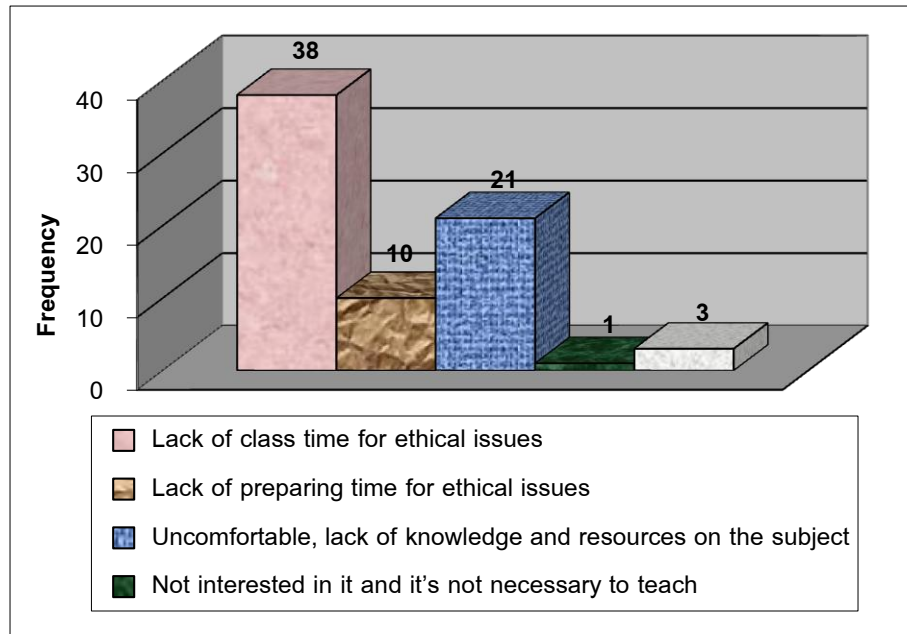 38
21
10
1
3
40
30
20
10
0
Frequency
Lack of class time for ethical issues
Lack of preparing time for ethical issues
Uncomfortable, lack of knowledge and resources on the subject
Not interested in it and it's not necessary to teach